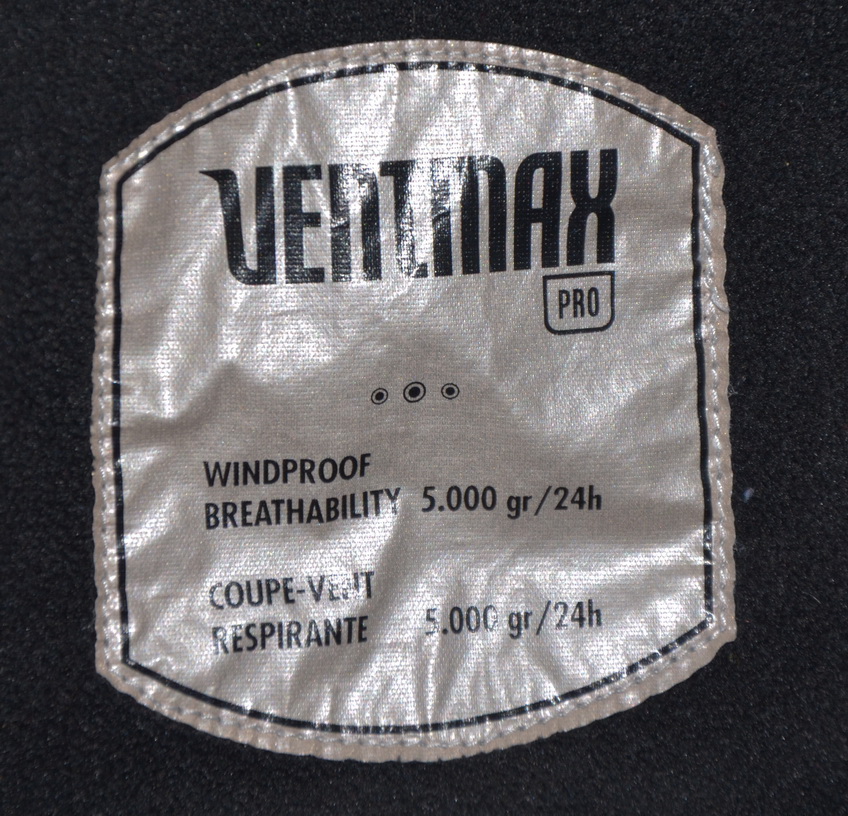 VENTMAX
PRO
WINDPROOF
BREATHABILITY 5.000 gr/24h
COUPE-VENT
RESPIRANTE 5.000 gr/24h